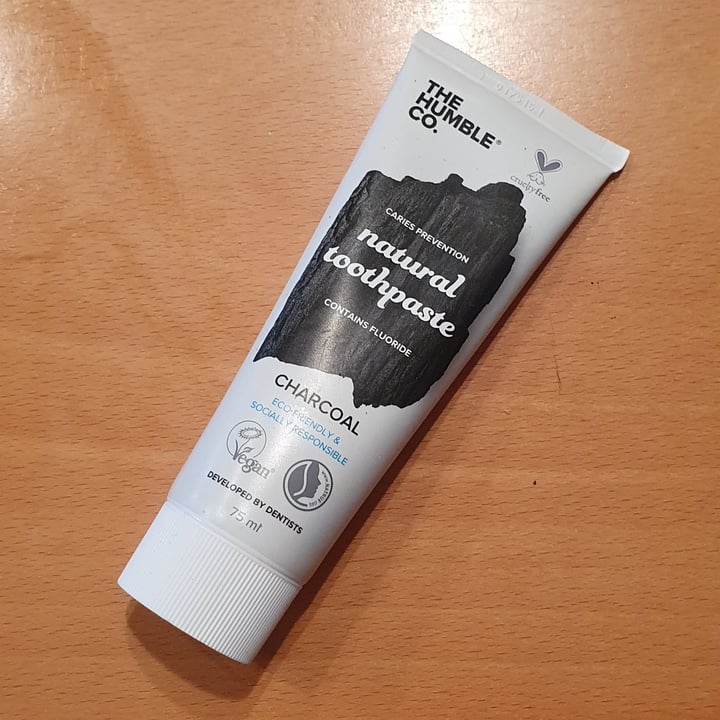 THE
HUMBLE
CO.®
cruelty free
CARIES PREVENTION
natural
toothpaste
CONTAINS FLUORIDE
CHARCOAL
ECO-FRIENDLY &
SOCIALLY RESPONSIBLE
Vegan
DEVELOPED BY DENTISTS
75 ml